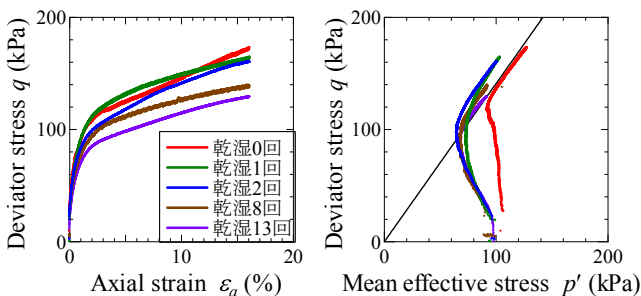 Deviator stress q (kPa)
200
100
0
0
10
20
Axial strain εa (%)
乾湿0回
乾湿1回
乾湿2回
乾湿8回
乾湿13回
Deviator stress q (kPa)
200
100
0
0
100
200
Mean effective stress p′ (kPa)